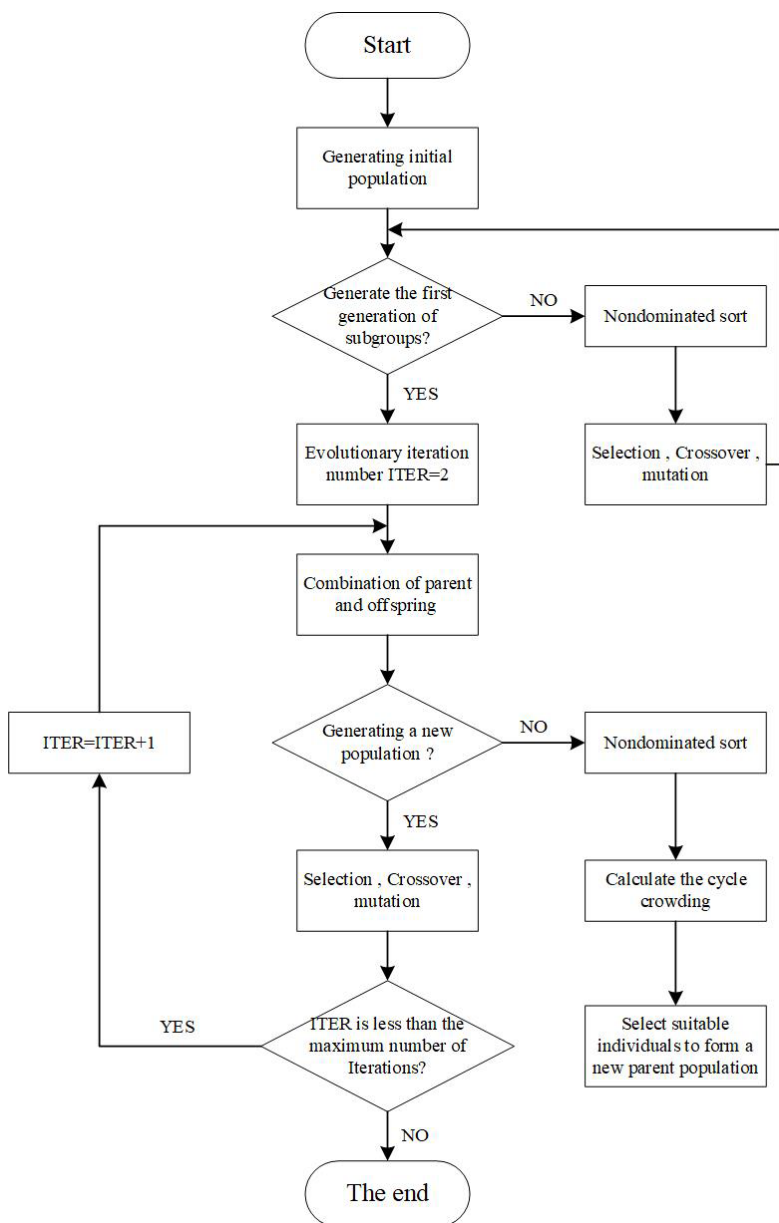 Start
Generating initial
population
Generate the first
generation of
subgroups?
NO
Nondominated sort
YES
Selection , Crossover ,
mutation
Evolutionary iteration
number ITER=2
Combination of parent
and offspring
ITER=ITER+1
Generating a new
population ?
NO
Nondominated sort
YES
Selection , Crossover ,
mutation
Calculate the cycle
crowding
YES
ITER is less than the
maximum number of
Iterations?
Select suitable
individuals to form a
new parent population
NO
The end